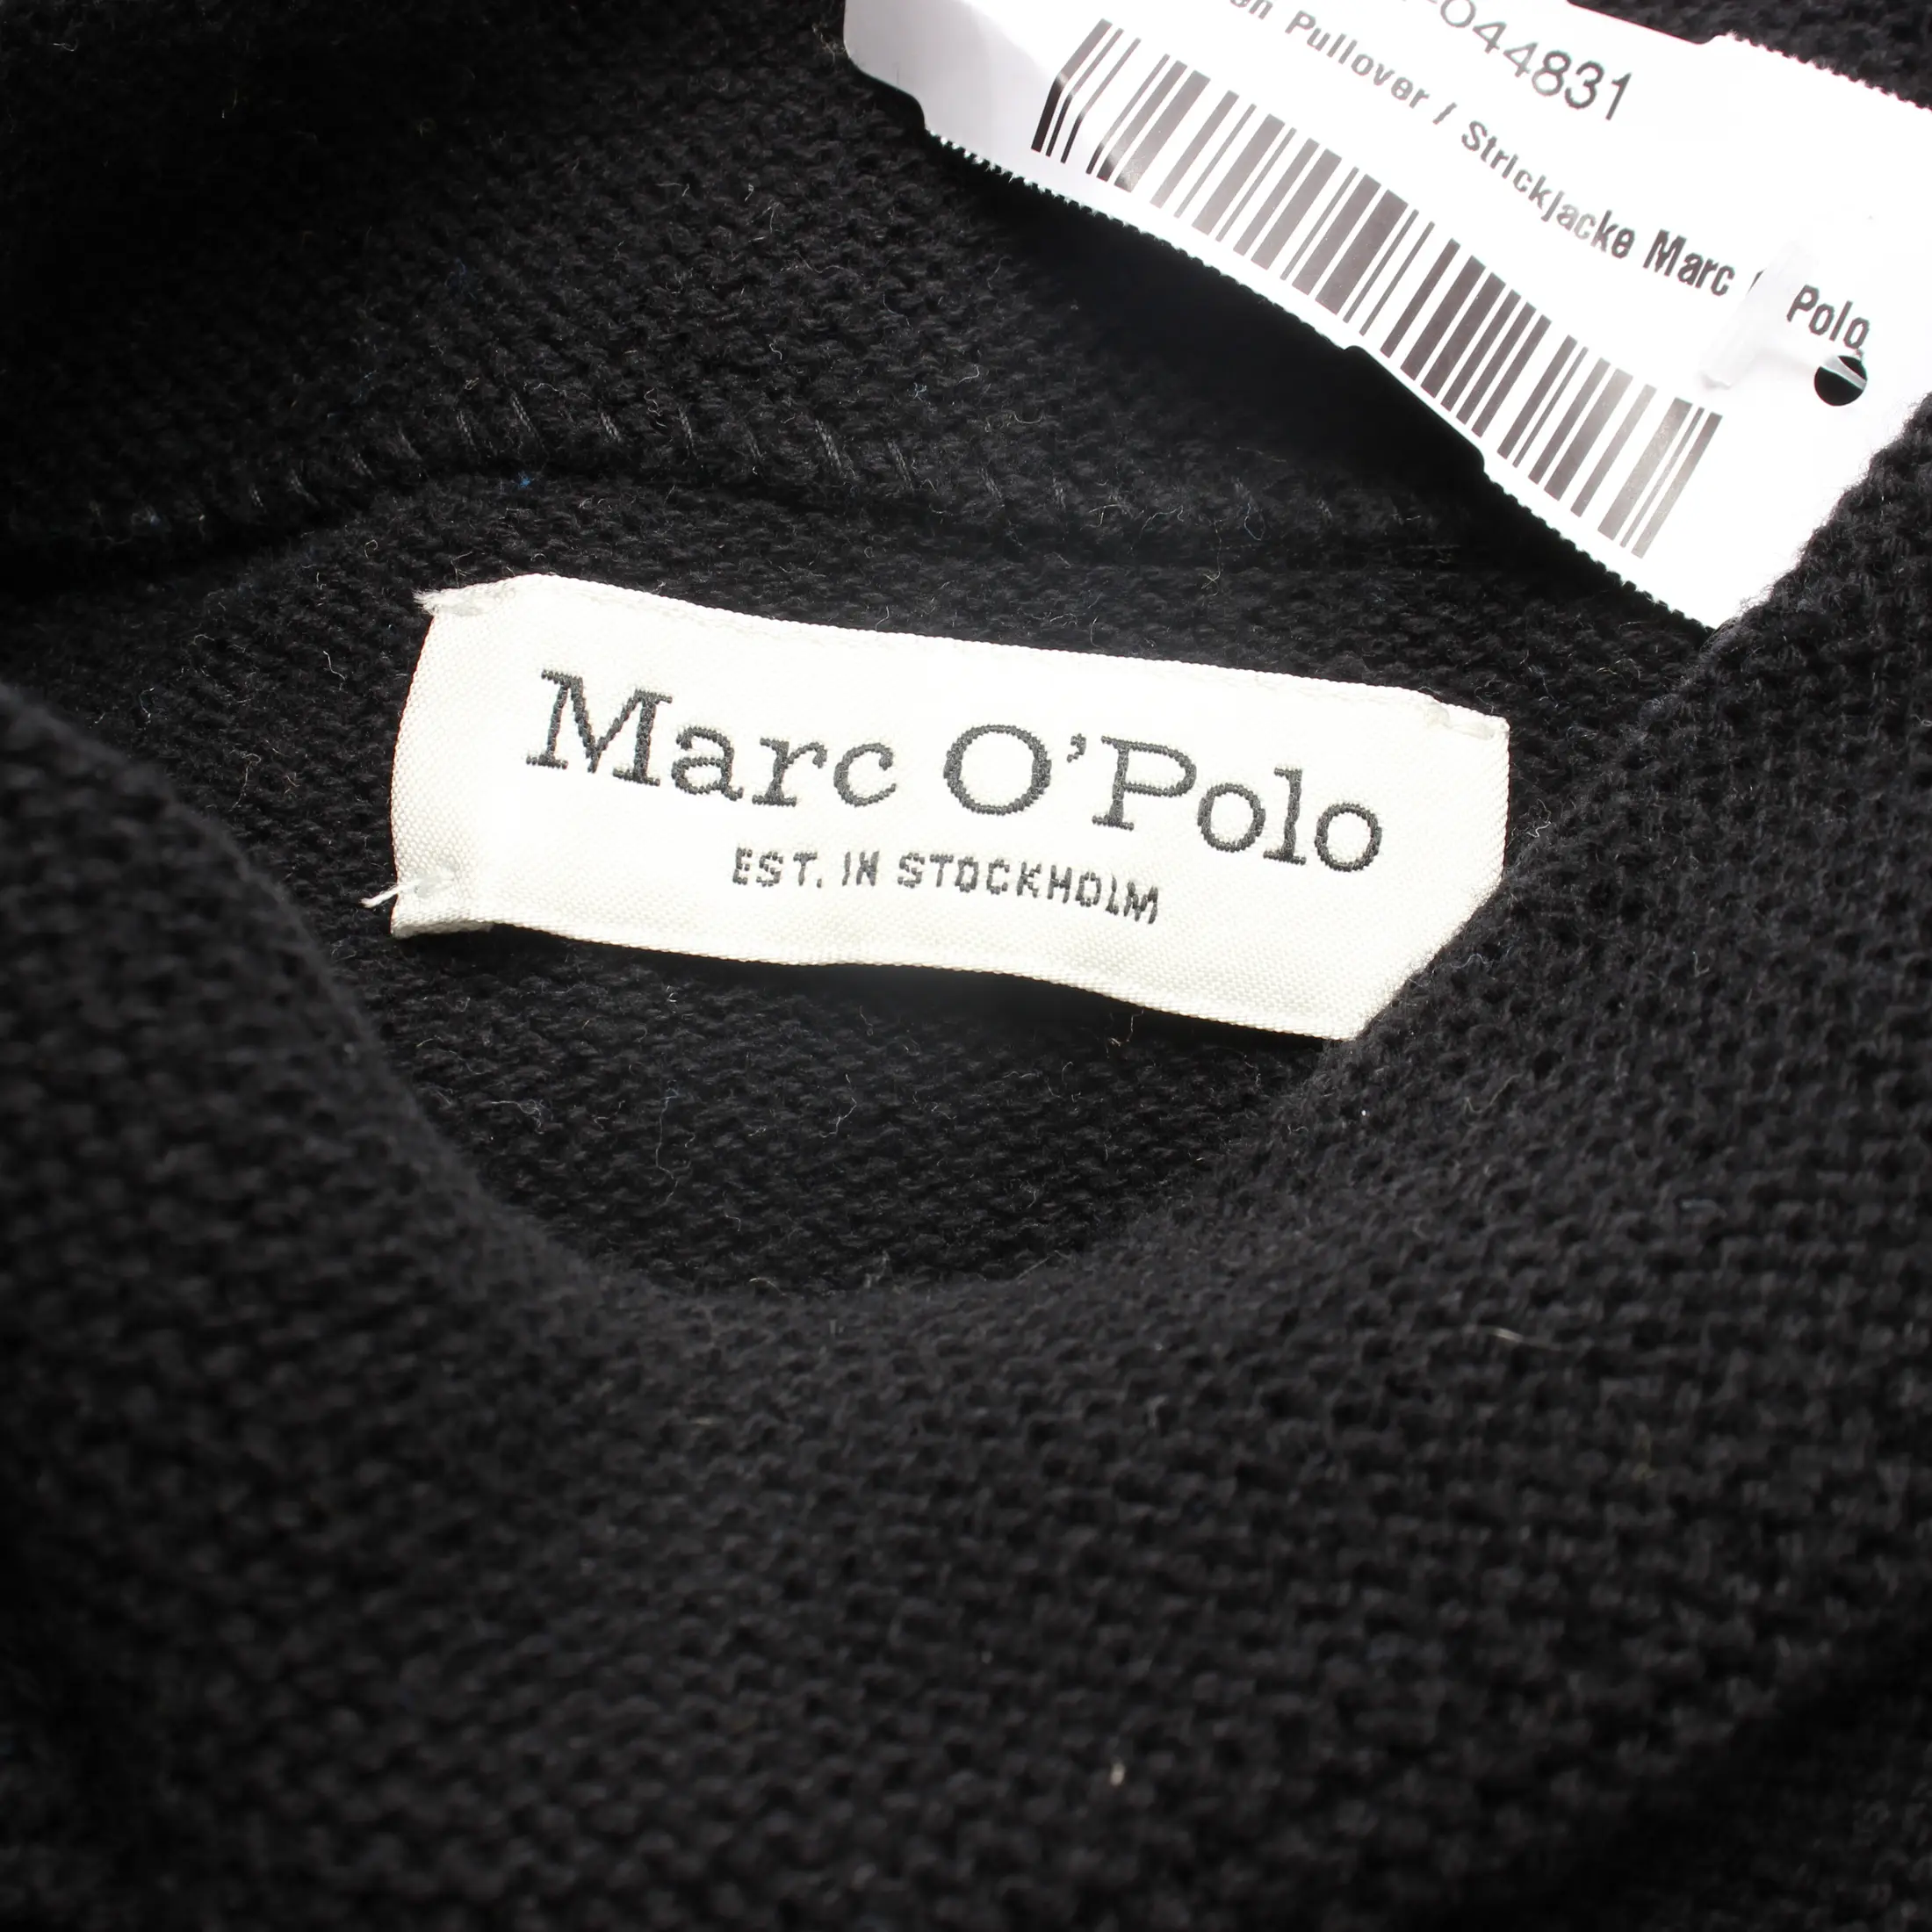 044831
Pullover / Strickjacke Marc Polo
Marc O'Polo
EST. IN STOCKHOLM